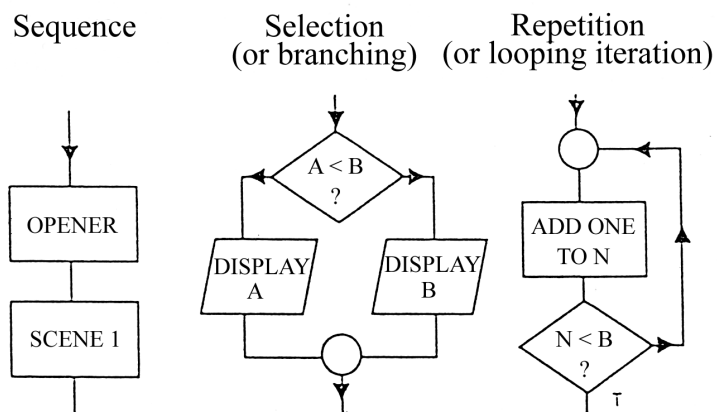 Sequence
Selection
(or branching)
Repetition
(or looping iteration)
OPENER
SCENE 1
A < B
?
DISPLAY
A
DISPLAY
B
ADD ONE
TO N
N < B
?